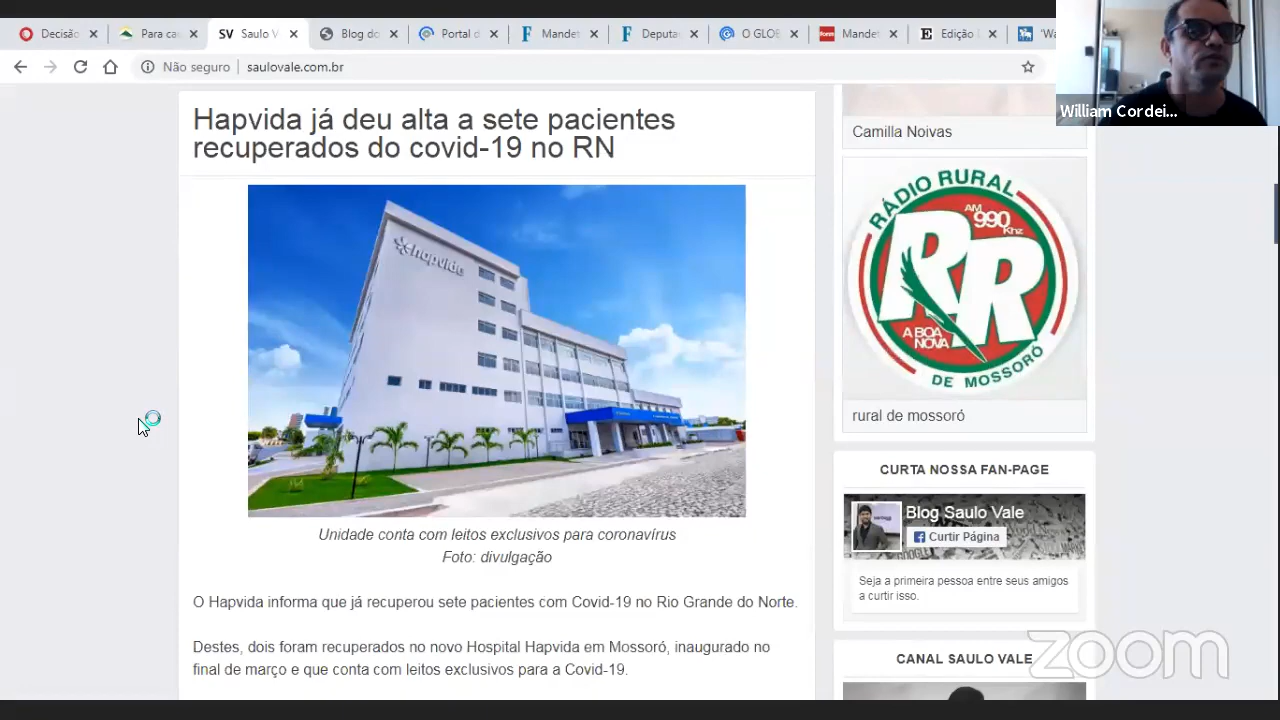 Decisão
Para cau
SV Saulo V
Blog do
Portal d
Mandet
Deputa
O GLOB
Mandet
Edição I
'Wa
Não seguro
saulovale.com.br
William Cordei...
Hapvida já deu alta a sete pacientes
recuperados do covid-19 no RN
hapvida
Unidade conta com leitos exclusivos para coronavírus
Foto: divulgação
O Hapvida informa que já recuperou sete pacientes com Covid-19 no Rio Grande do Norte.
Destes, dois foram recuperados no novo Hospital Hapvida em Mossoró, inaugurado no
final de março e que conta com leitos exclusivos para a Covid-19.
Camilla Noivas
RÁDIO RURAL
AM
990
Khz
RR
A BOA
NOVA
DE MOSSORÓ
rural de mossoró
CURTA NOSSA FAN-PAGE
Blog Saulo Vale
Curtir Página
Seja a primeira pessoa entre seus amigos
a curtir isso.
CANAL SAULO VALE
zoom